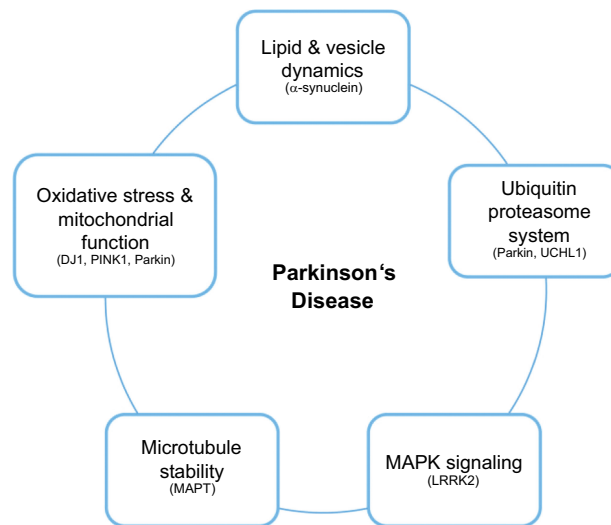 Lipid & vesicle
dynamics
(α-synuclein)
Oxidative stress &
mitochondrial
function
(DJ1, PINK1, Parkin)
Ubiquitin
proteasome
system
(Parkin, UCHL1)
Parkinson‘s
Disease
Microtubule
stability
(MAPT)
MAPK signaling
(LRRK2)